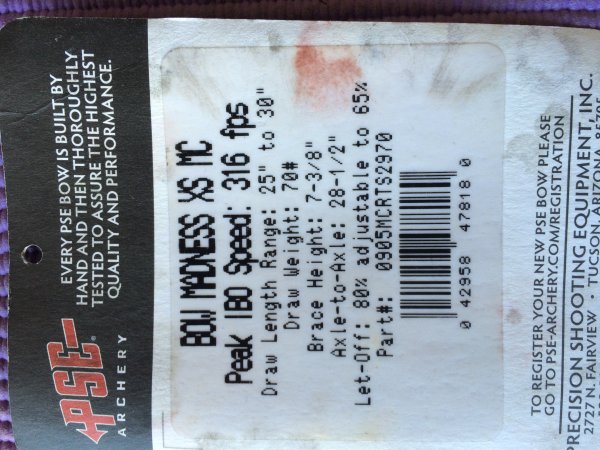 PSE
ARCHERY
EVERY PSE BOW IS BUILT BY
HAND AND THEN THOROUGHLY
TESTED TO ASSURE THE HIGHEST
QUALITY AND PERFORMANCE.
BOW MADNESS XS MC
Peak IBO Speed: 316 fps
Draw Length Range: 25" to 30"
Draw Weight: 70#
Brace Height: 7-3/8"
Axle-to-Axle: 28-1/2"
Let-Off: 80% adjustable to 65%
Part#: 0905MCRTS2970
0 42958 47818 0
TO REGISTER YOUR NEW PSE BOW PLEASE
GO TO PSE-ARCHERY.COM/REGISTRATION
PRECISION SHOOTING EQUIPMENT, INC.
2727 N. FAIRVIEW • TUCSON, ARIZONA 85705